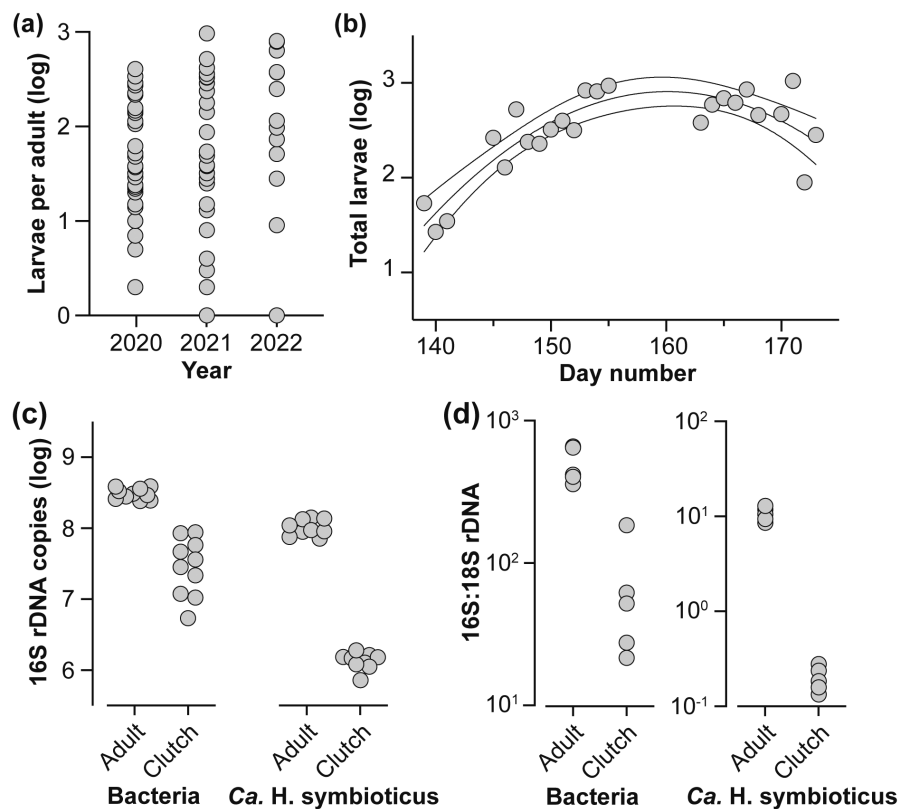 (a)
Larvae per adult (log)
3
2
1
0
2020 2021 2022
Year
(b)
Total larvae (log)
3
2
1
140 150 160 170
Day number
(c)
16S rDNA copies (log)
9
8
7
6
Adult Clutch Adult Clutch
Bacteria Ca. H. symbioticus
(d)
16S:18S rDNA
10³
10²
10¹
10²
10¹
10⁰
10⁻¹
Adult Clutch Adult Clutch
Bacteria Ca. H. symbioticus